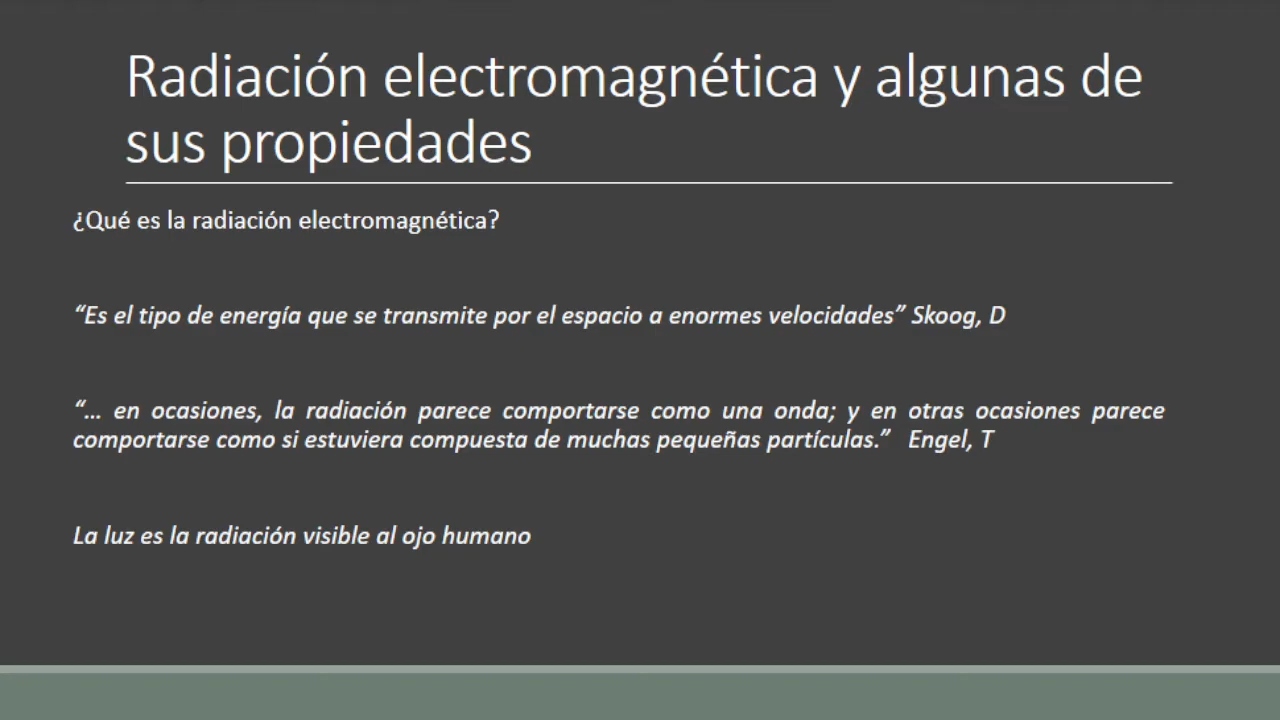 Radiación electromagnética y algunas de
sus propiedades
¿Qué es la radiación electromagnética?
“Es el tipo de energía que se transmite por el espacio a enormes velocidades” Skoog, D
“… en ocasiones, la radiación parece comportarse como una onda; y en otras ocasiones parece
comportarse como si estuviera compuesta de muchas pequeñas partículas.” Engel, T
La luz es la radiación visible al ojo humano